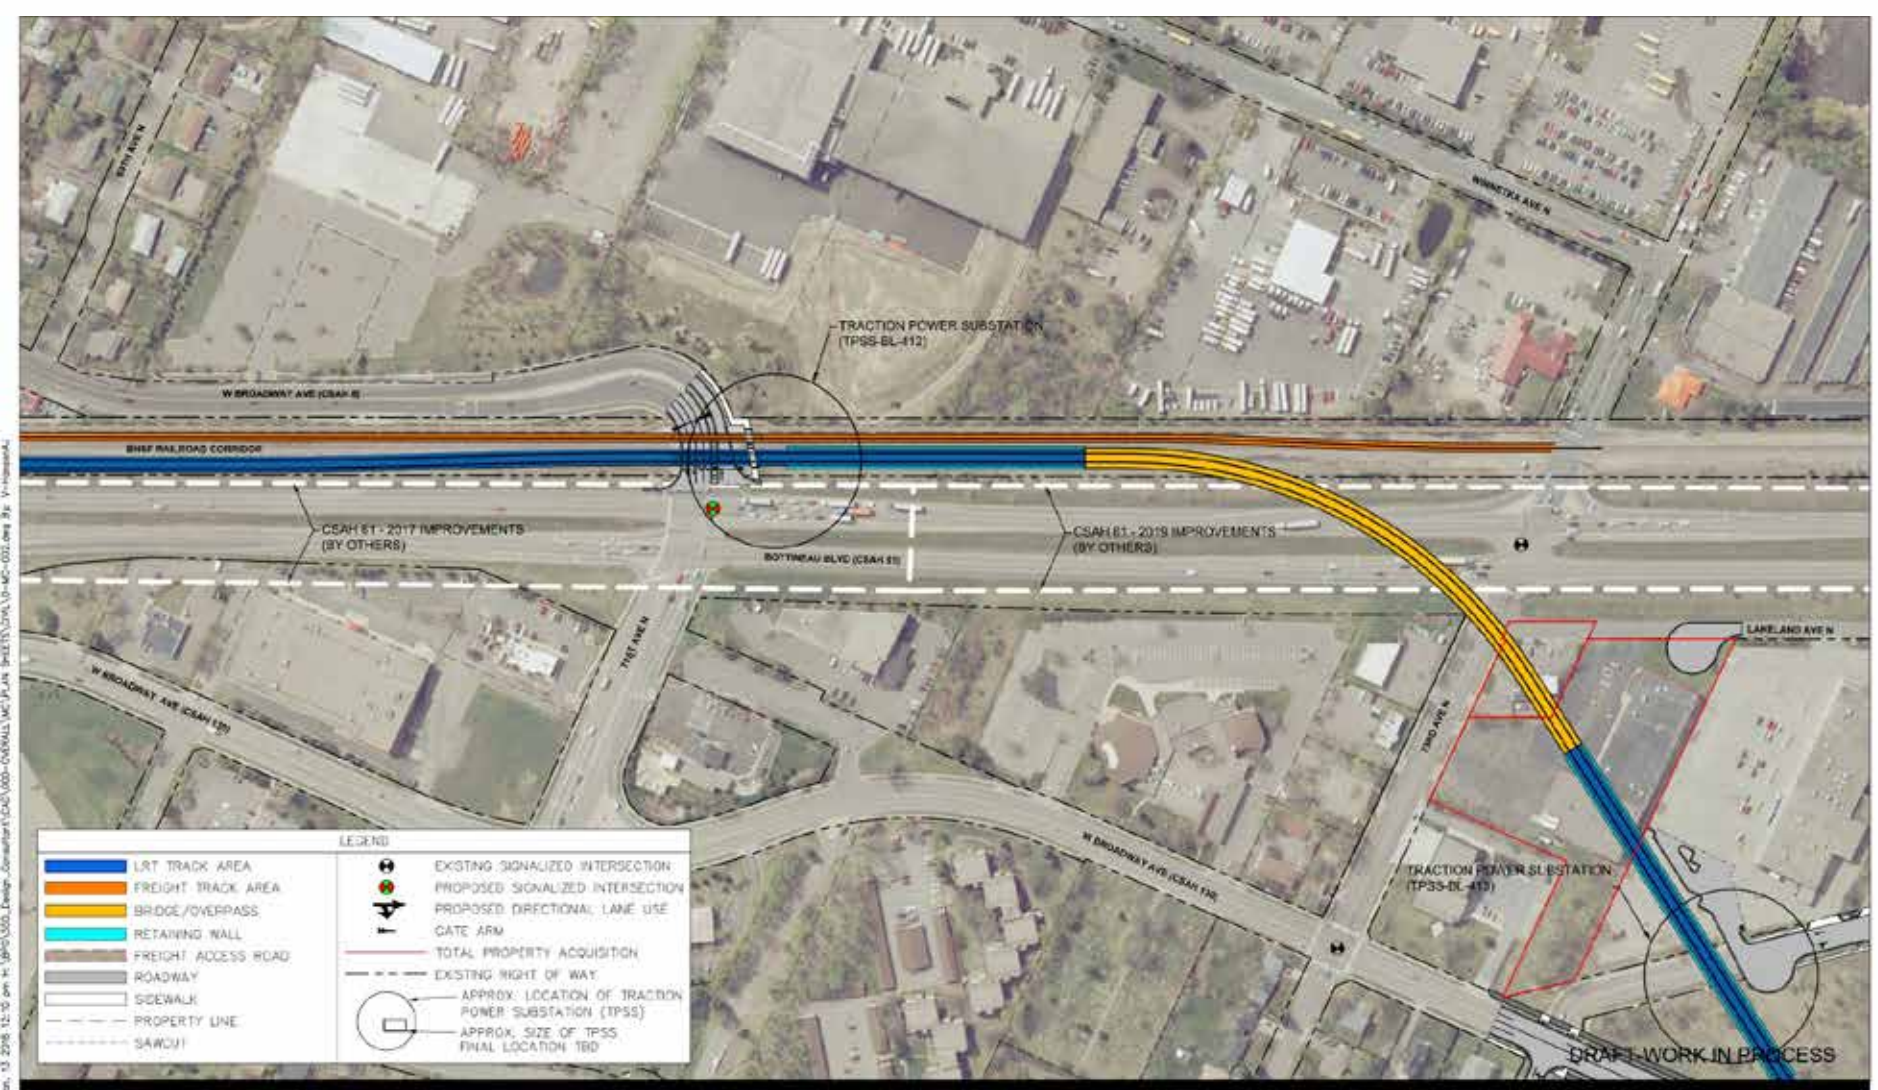 WINNETKA AVE N
TRACTION POWER SUBSTATION
(TPSS-BL-412)
W BROADWAY AVE (CSAH 8)
BNSF RAILROAD CORRIDOR
CSAH 81 - 2017 IMPROVEMENTS
(BY OTHERS)
CSAH 81 - 2019 IMPROVEMENTS
(BY OTHERS)
BOTTINEAU BLVD (CSAH 81)
LAKELAND AVE N
71ST AVE N
W BROADWAY AVE (CSAH 130)
73RD AVE N
W BROADWAY AVE (CSAH 130)
TRACTION POWER SUBSTATION
(TPSS-BL-413)
LEGEND
LRT TRACK AREA
FREIGHT TRACK AREA
BRIDGE/OVERPASS
RETAINING WALL
FREIGHT ACCESS ROAD
ROADWAY
SIDEWALK
PROPERTY LINE
SAWCUT
EXISTING SIGNALIZED INTERSECTION
PROPOSED SIGNALIZED INTERSECTION
PROPOSED DIRECTIONAL LANE USE
GATE ARM
TOTAL PROPERTY ACQUISITION
EXISTING RIGHT OF WAY
APPROX. LOCATION OF TRACTION
POWER SUBSTATION (TPSS)
APPROX. SIZE OF TPSS
FINAL LOCATION TBD
DRAFT-WORK IN PROCESS